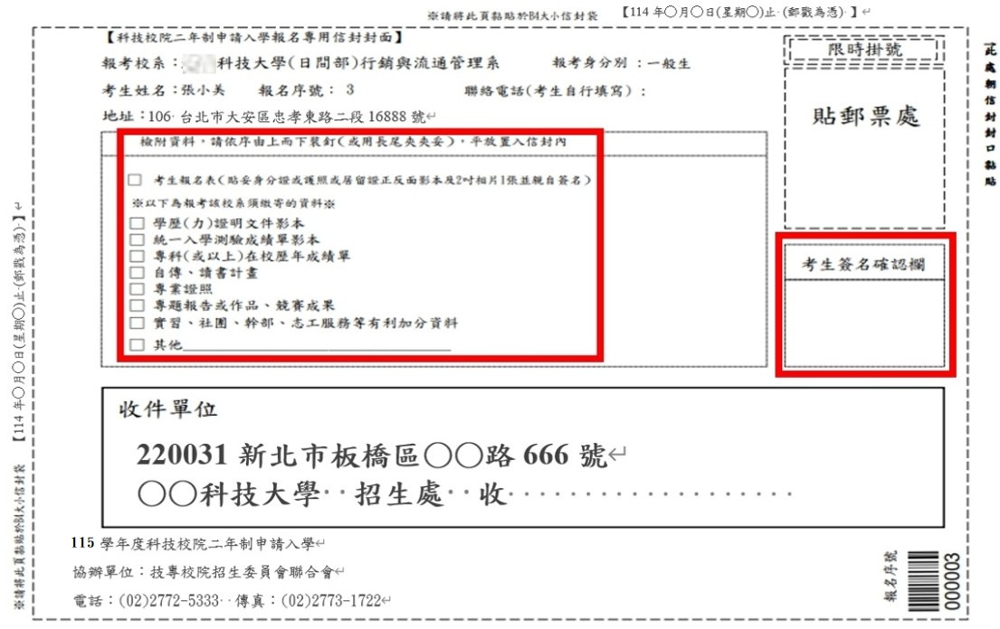 ※請將此頁黏貼於B4大小信封袋 【114 年○月○日(星期○)止·(郵戳為憑)·】
【科技校院二年制申請入學報名專用信封封面】
限時掛號
報考校系：科技大學(日間部)行銷與流通管理系 報考身分別：一般生
考生姓名：張小美 報名序號： 3 聯絡電話(考生自行填寫)：
地址：106· 台北市大安區忠孝東路二段 16888 號
貼郵票處
此處朝信封封口黏貼
檢附資料，請依序由上而下裝釘(或用長尾夾夾妥)，平放置入信封內
□ 考生報名表(貼妥身分證或護照或居留證正反面影本及2吋相片1張並親自簽名)
※以下為報考該校系須繳寄的資料※
□ 學歷(力)證明文件影本
□ 統一入學測驗成績單影本
□ 專科(或以上)在校歷年成績單
□ 自傳、讀書計畫
□ 專業證照
□ 專題報告或作品、競賽成果
□ 實習、社團、幹部、志工服務等有利加分資料
□ 其他
考生簽名確認欄
※請將此頁黏貼於B4大小信封袋 【114 年○月○日(星期○)止·(郵戳為憑)·】
收件單位
220031 新北市板橋區○○路 666 號
○○科技大學··招生處··收···················
115 學年度科技校院二年制申請入學
協辦單位：技專校院招生委員會聯合會
電話：(02)2772-5333··傳真：(02)2773-1722
報名序號
000003